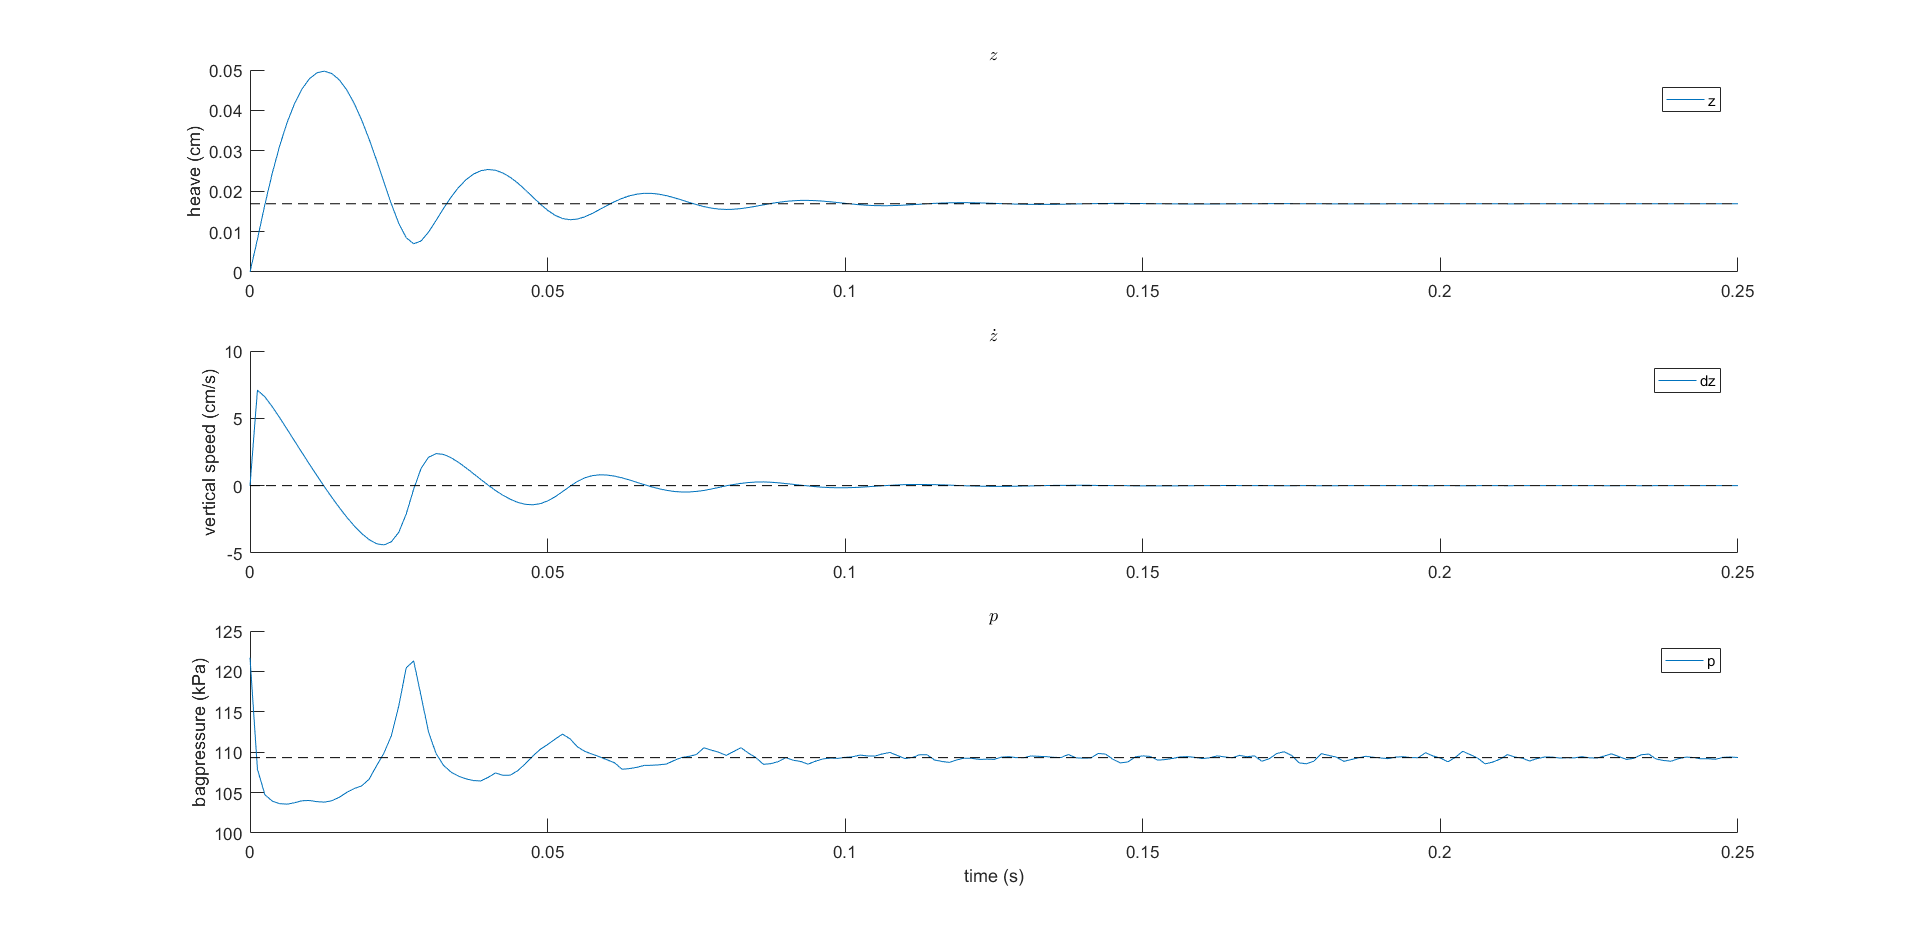 z
0.05
0.04
0.03
0.02
0.01
0
heave (cm)
z
0 0.05 0.1 0.15 0.2 0.25
ż
10
5
0
-5
vertical speed (cm/s)
dz
0 0.05 0.1 0.15 0.2 0.25
p
125
120
115
110
105
100
bagpressure (kPa)
p
0 0.05 0.1 0.15 0.2 0.25
time (s)